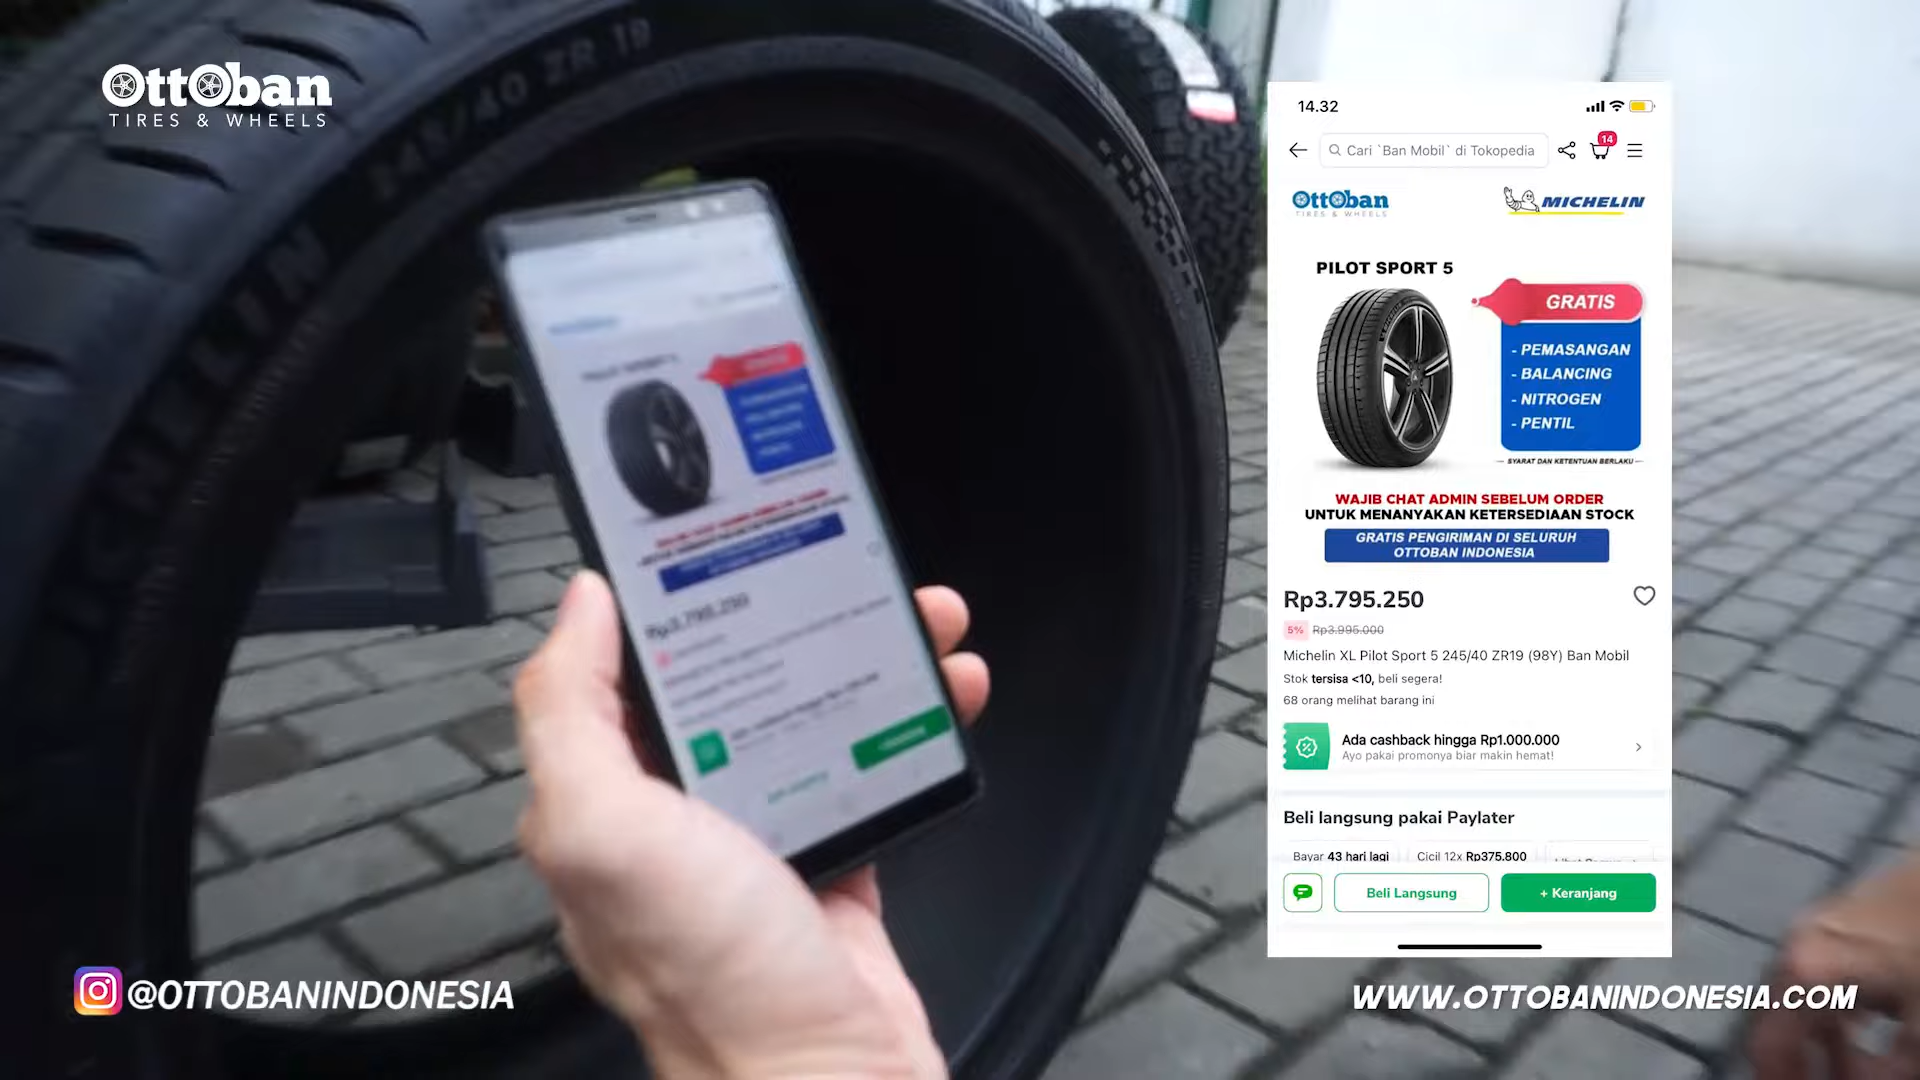 OttOban
TIRES & WHEELS
245/40 ZR 19
MICHELIN
14.32
Cari `Ban Mobil` di Tokopedia
14
OttOban
TIRES & WHEELS
MICHELIN
PILOT SPORT 5
GRATIS
- PEMASANGAN
- BALANCING
- NITROGEN
- PENTIL
SYARAT DAN KETENTUAN BERLAKU
WAJIB CHAT ADMIN SEBELUM ORDER
UNTUK MENANYAKAN KETERSEDIAAN STOCK
GRATIS PENGIRIMAN DI SELURUH
OTTOBAN INDONESIA
Rp3.795.250
5% Rp3.995.000
Michelin XL Pilot Sport 5 245/40 ZR19 (98Y) Ban Mobil
Stok tersisa <10, beli segera!
68 orang melihat barang ini
Ada cashback hingga Rp1.000.000
Ayo pakai promonya biar makin hemat!
Beli langsung pakai Paylater
Bayar 43 hari lagi
Cicil 12x Rp375.800
Beli Langsung
+ Keranjang
Rp3.795.250
@OTTOBANINDONESIA
WWW.OTTOBANINDONESIA.COM